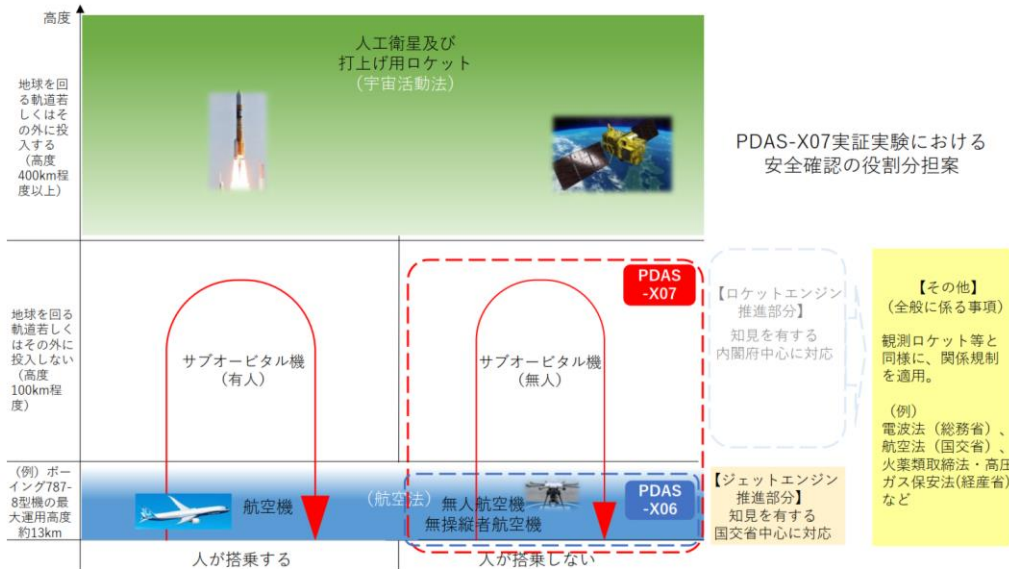 高度
地球を回
る軌道若
しくはそ
の外に投
入する
（高度
400km程
度以上）
人工衛星及び
打上げ用ロケット
（宇宙活動法）
PDAS-X07実証実験における
安全確認の役割分担案
地球を回る
軌道若しく
はその外に
投入しない
（高度
100km程
度）
サブオービタル機
（有人）
サブオービタル機
（無人）
PDAS
-X07
【ロケットエンジン
推進部分】
知見を有する
内閣府中心に対応
【その他】
（全般に係る事項）
観測ロケット等と
同様に、関係規制
を適用。
（例）
電波法（総務省）、
航空法（国交省）、
火薬類取締法・高圧
ガス保安法(経産省)
など
（例）ボー
イング787-
8型機の最
大運用高度
約13km
航空機
（航空法）
無人航空機
無操縦者航空機
PDAS
-X06
【ジェットエンジン
推進部分】
知見を有する
国交省中心に対応
人が搭乗する
人が搭乗しない